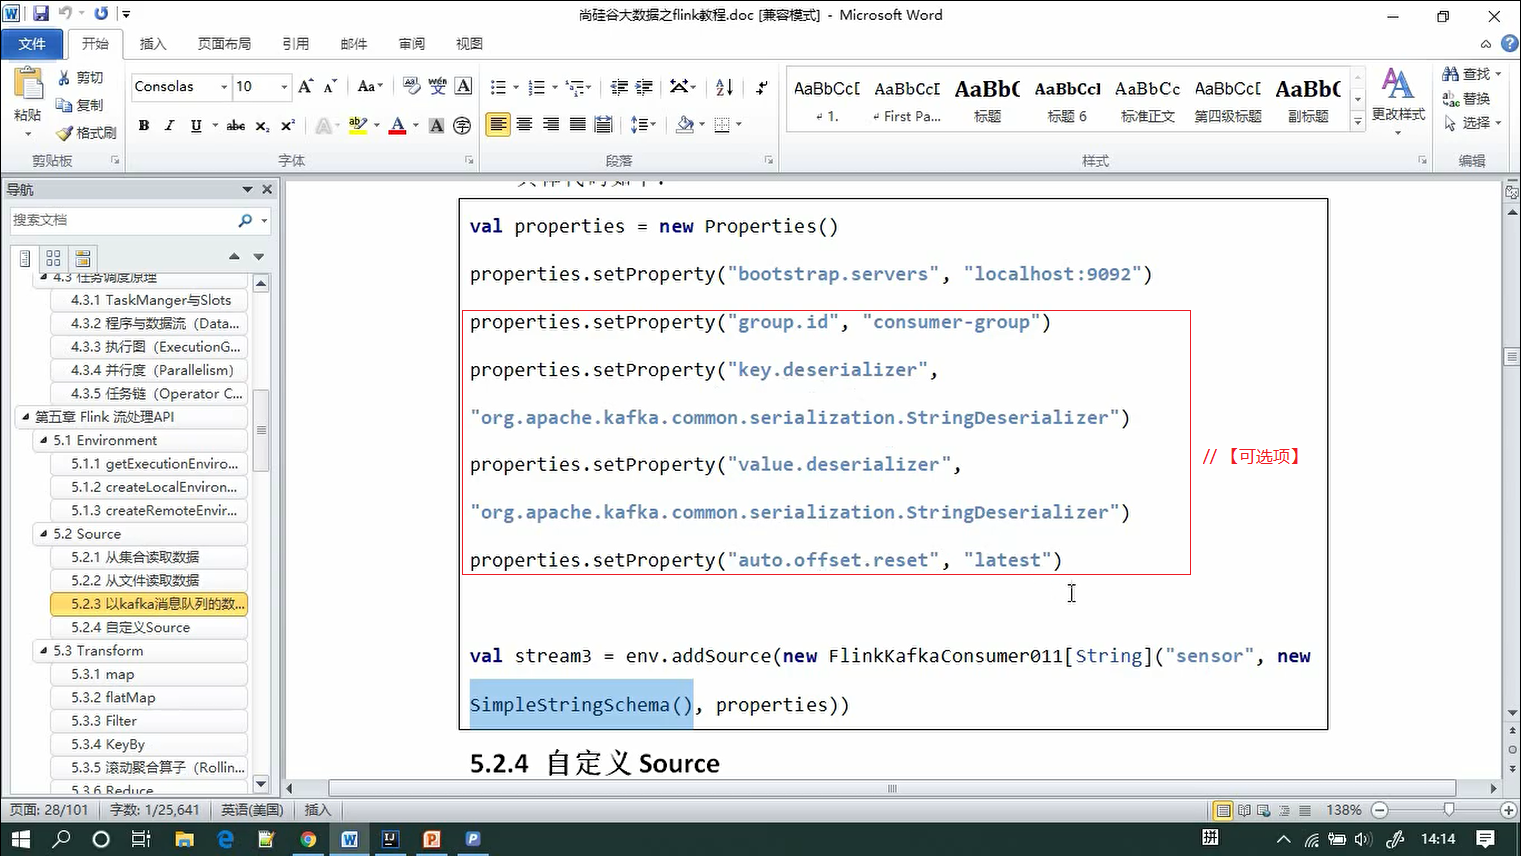 尚硅谷大数据之flink教程.doc [兼容模式] - Microsoft Word
文件 开始 插入 页面布局 引用 邮件 审阅 视图
粘贴 剪切
复制
格式刷
Consolas 10
剪贴板 字体 段落 样式 编辑
AaBbCcI AaBbCcI AaBb( AaBbCcI AaBbCc AaBbCcI AaBb(
1. First Pa... 标题 标题 6 标准正文 第四级标题 副标题
更改样式
查找
替换
选择
导航
搜索文档
4.3 任务调度原理
4.3.1 TaskManger与Slots
4.3.2 程序与数据流（Data...
4.3.3 执行图（ExecutionG...
4.3.4 并行度（Parallelism）
4.3.5 任务链（Operator C...
第五章 Flink 流处理API
5.1 Environment
5.1.1 getExecutionEnviro...
5.1.2 createLocalEnviron...
5.1.3 createRemoteEnvir...
5.2 Source
5.2.1 从集合读取数据
5.2.2 从文件读取数据
5.2.3 以kafka消息队列的数...
5.2.4 自定义Source
5.3 Transform
5.3.1 map
5.3.2 flatMap
5.3.3 Filter
5.3.4 KeyBy
5.3.5 滚动聚合算子（Rollin...
5.3.6 Reduce
val properties = new Properties()
properties.setProperty("bootstrap.servers", "localhost:9092")
properties.setProperty("group.id", "consumer-group")
properties.setProperty("key.deserializer",
"org.apache.kafka.common.serialization.StringDeserializer")
properties.setProperty("value.deserializer",
"org.apache.kafka.common.serialization.StringDeserializer")
properties.setProperty("auto.offset.reset", "latest")
//【可选项】
val stream3 = env.addSource(new FlinkKafkaConsumer011[String]("sensor", new
SimpleStringSchema(), properties))
5.2.4 自定义 Source
页面: 28/101 字数: 1/25,641 英语(美国) 插入 138%
拼 14:14